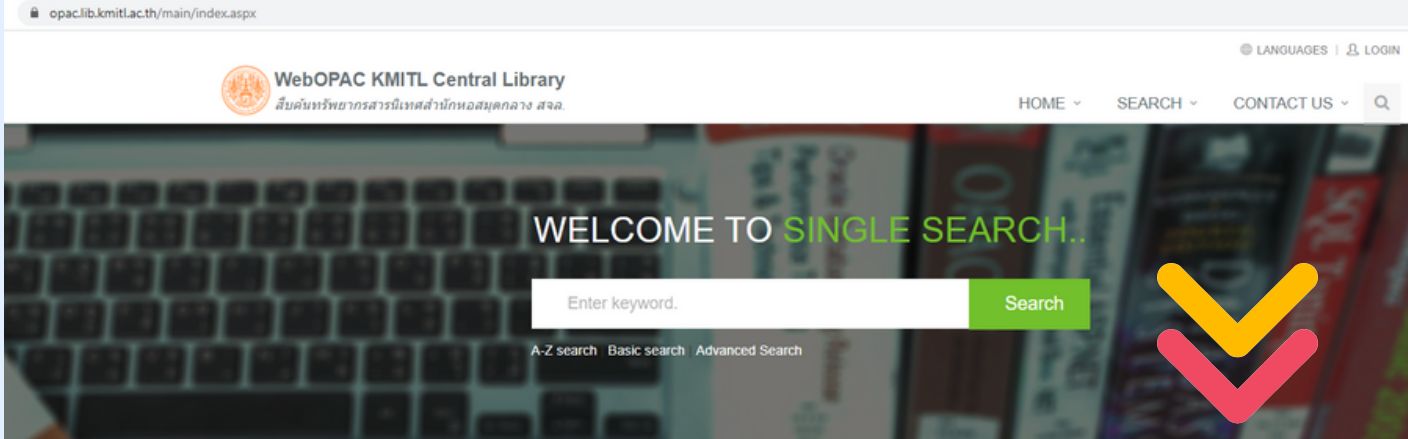 opac.lib.kmitl.ac.th/main/index.aspx
LANGUAGES | LOGIN
WebOPAC KMITL Central Library
สืบค้นทรัพยากรสารนิเทศสำนักหอสมุดกลาง สจล.
HOME SEARCH CONTACT US
WELCOME TO SINGLE SEARCH..
Enter keyword. Search
A-Z search | Basic search | Advanced Search